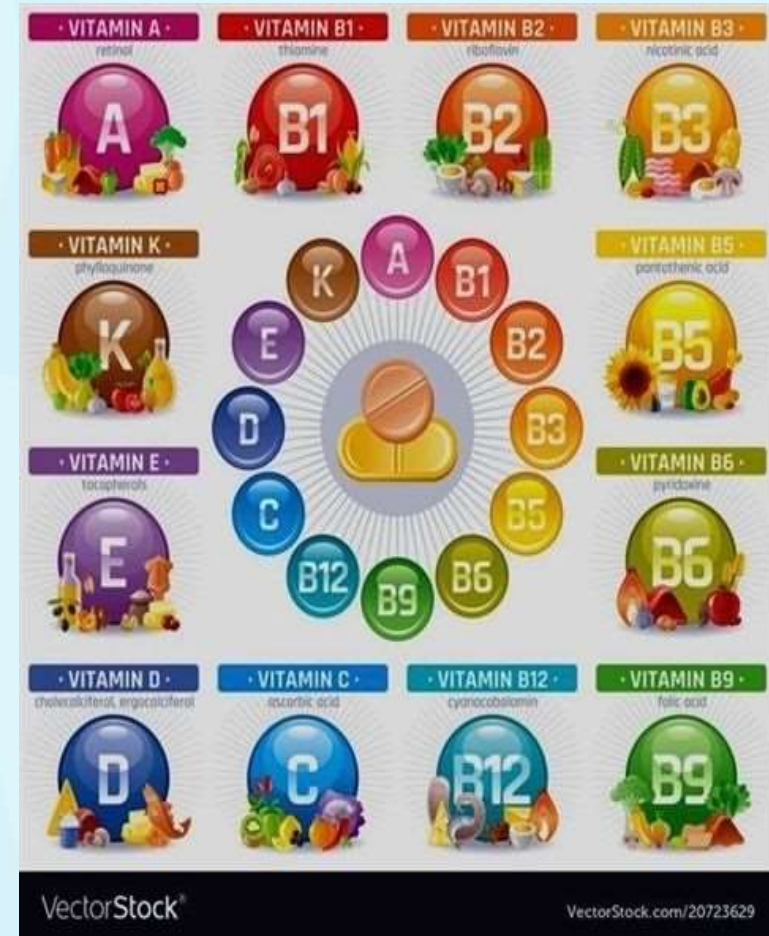 · VITAMIN A ·
retinol
A
· VITAMIN B1 ·
thiamine
B1
· VITAMIN B2 ·
riboflavin
B2
· VITAMIN B3 ·
nicotinic acid
B3
· VITAMIN K ·
phylloquinone
K
· VITAMIN B5 ·
pantothenic acid
B5
A
B1
B2
B3
B5
B6
B9
B12
C
D
E
K
· VITAMIN E ·
tocopherols
E
· VITAMIN B6 ·
pyridoxine
B6
· VITAMIN D ·
cholecalciferol, ergocalciferol
D
· VITAMIN C ·
ascorbic acid
C
· VITAMIN B12 ·
cyanocobalamin
B12
· VITAMIN B9 ·
folic acid
B9
VectorStock®
VectorStock.com/20723629